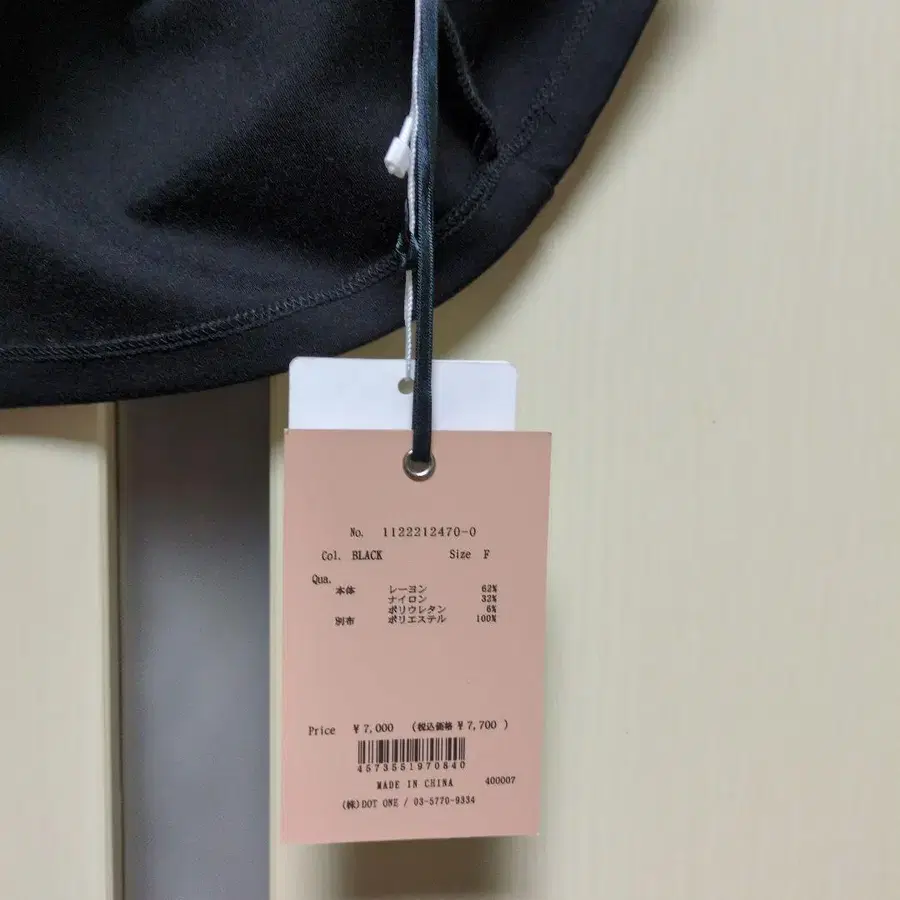 No. 1122212470-0
Col. BLACK Size F
Qua.
本体 レーヨン 62%
ナイロン 32%
ポリウレタン 6%
別布 ポリエステル 100%
Price ¥7,000 (税込価格 ¥7,700 )
4573551970840
MADE IN CHINA 400007
(株)DOT ONE / 03-5770-9334